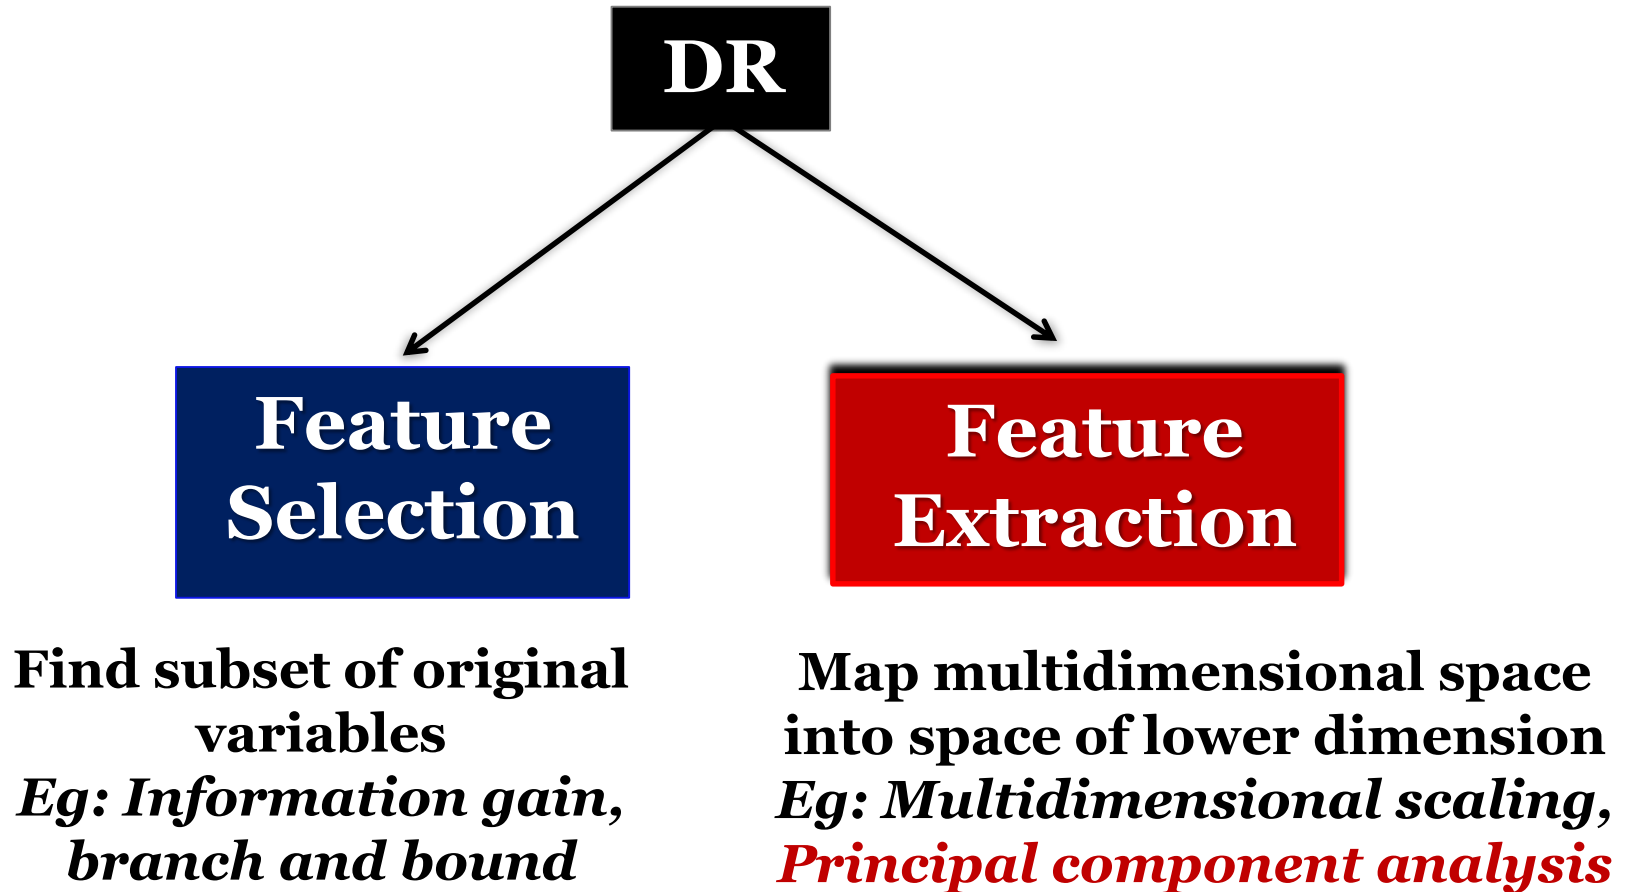 DR
Feature
Selection
Find subset of original
variables
Eg: Information gain,
branch and bound
Feature
Extraction
Map multidimensional space
into space of lower dimension
Eg: Multidimensional scaling,
Principal component analysis